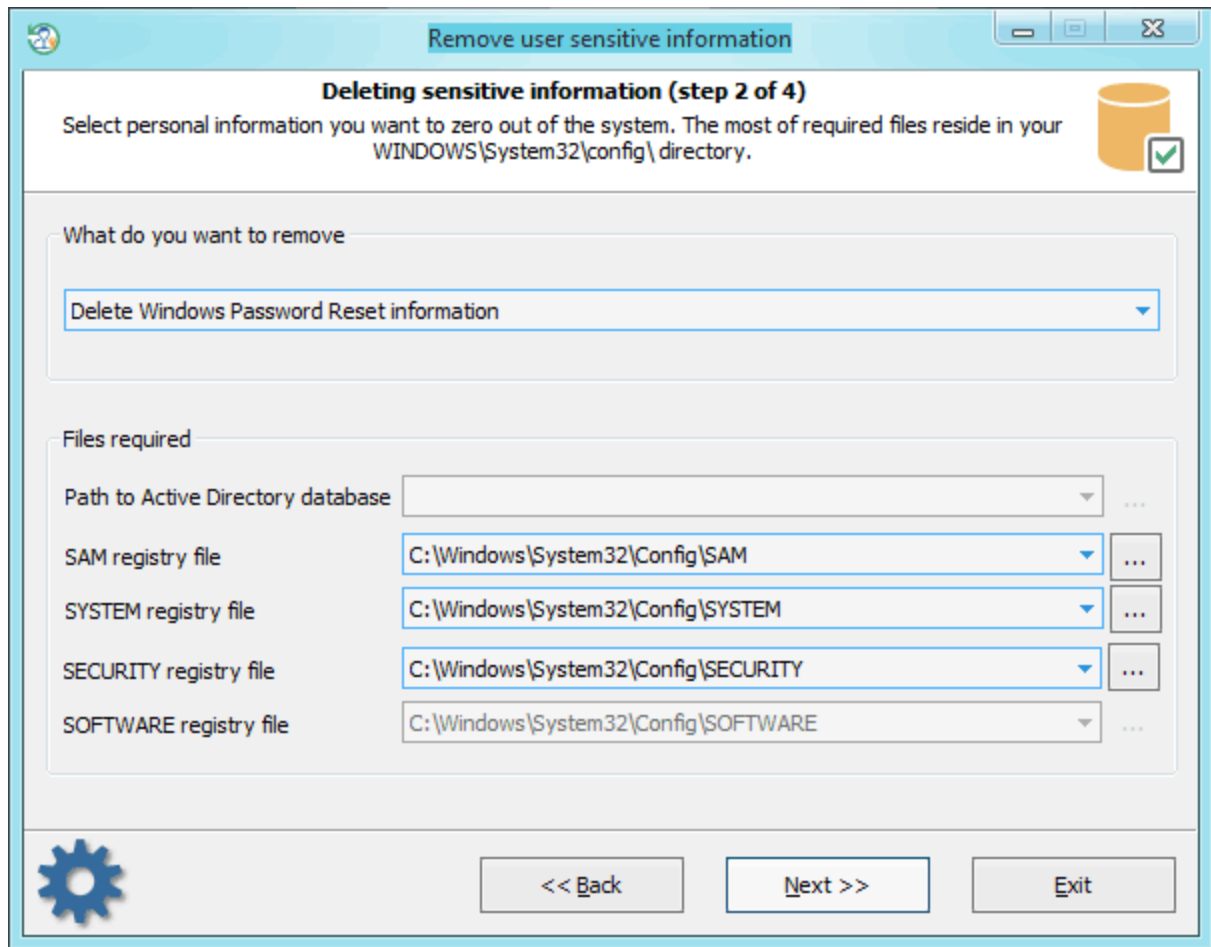 Remove user sensitive information
Deleting sensitive information (step 2 of 4)
Select personal information you want to zero out of the system. The most of required files reside in your
WINDOWS\System32\config\ directory.
What do you want to remove
Delete Windows Password Reset information
Files required
Path to Active Directory database
...
SAM registry file
C:\Windows\System32\Config\SAM
...
SYSTEM registry file
C:\Windows\System32\Config\SYSTEM
...
SECURITY registry file
C:\Windows\System32\Config\SECURITY
...
SOFTWARE registry file
C:\Windows\System32\Config\SOFTWARE
...
<< Back
Next >>
Exit